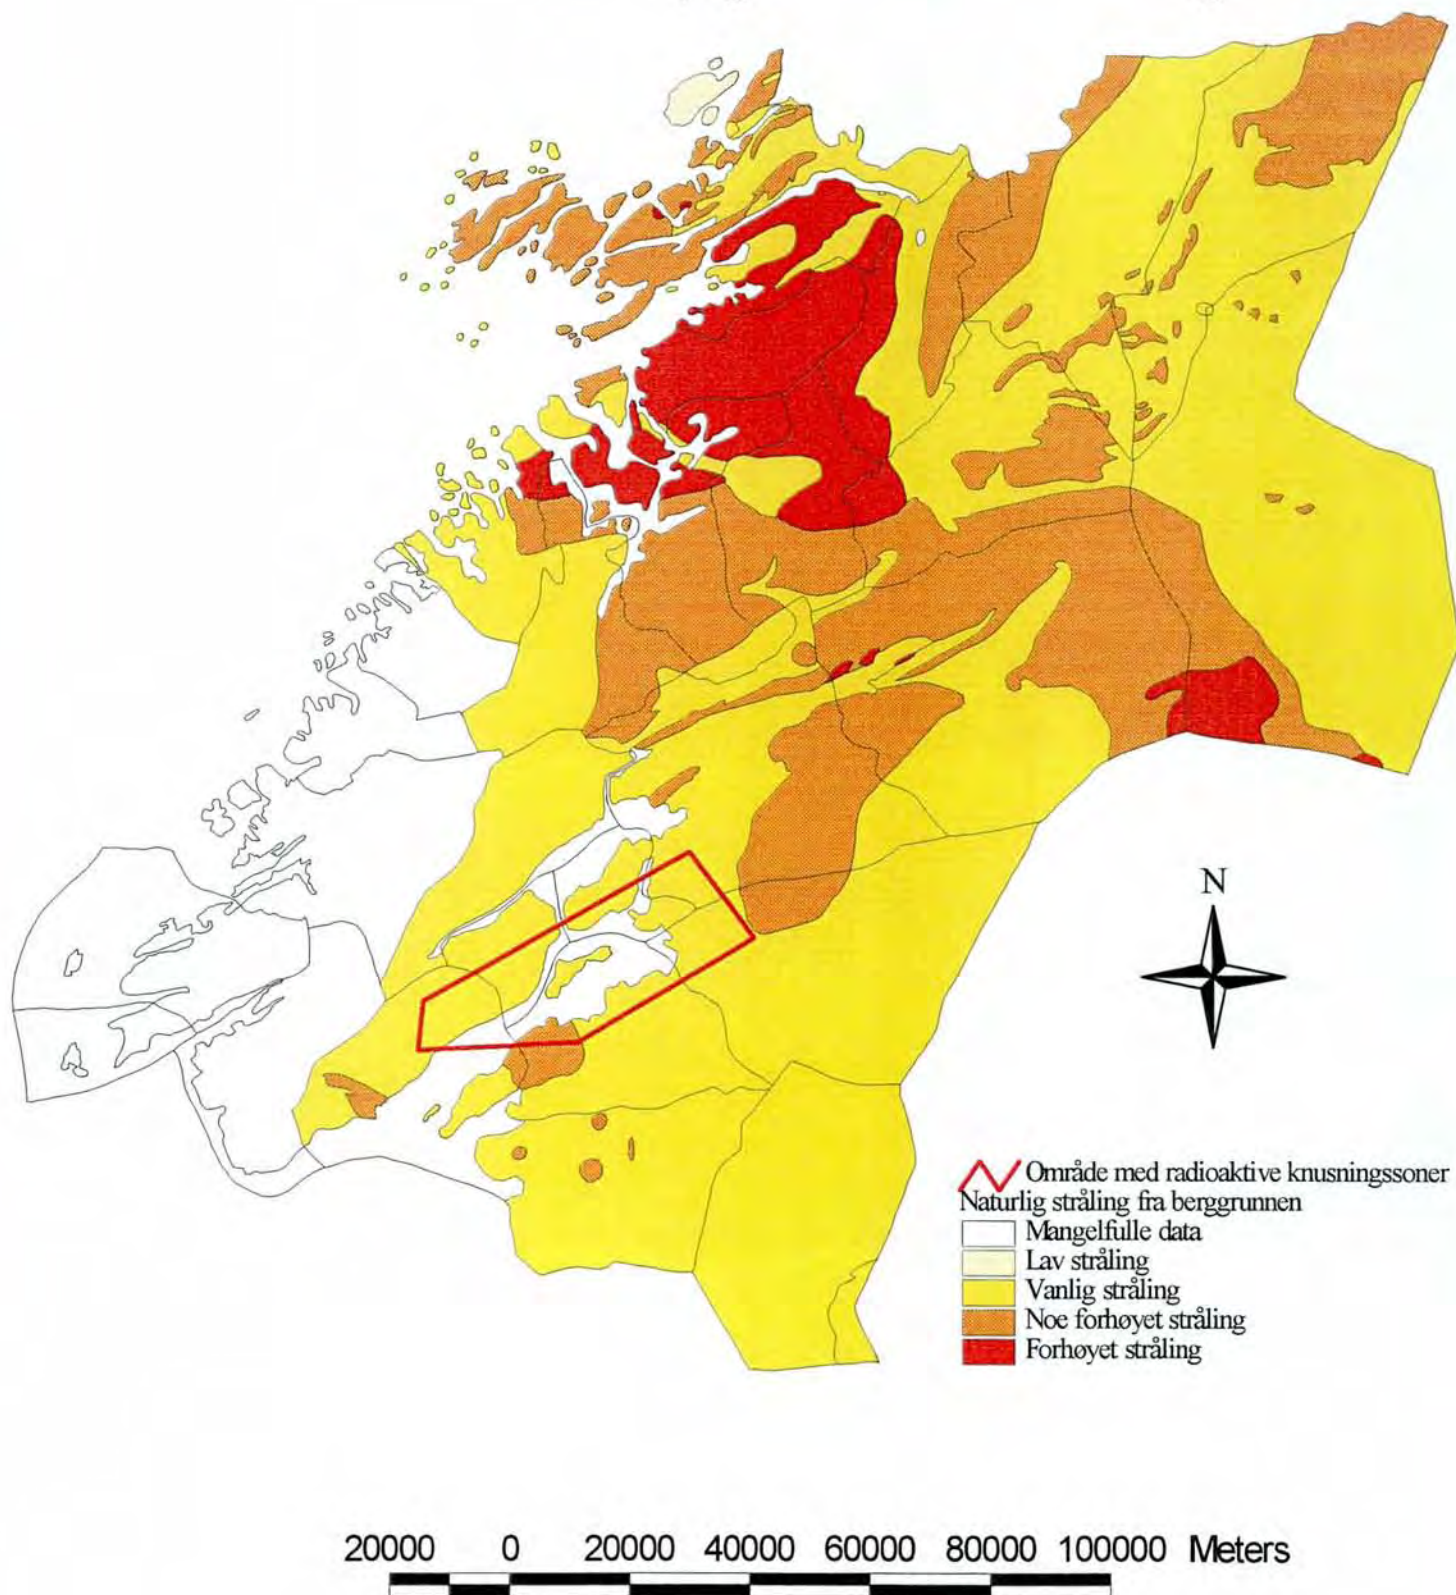 N
Område med radioaktive knusningssoner
Naturlig stråling fra berggrunnen
Mangelfulle data
Lav stråling
Vanlig stråling
Noe forhøyet stråling
Forhøyet stråling
20000 0 20000 40000 60000 80000 100000 Meters